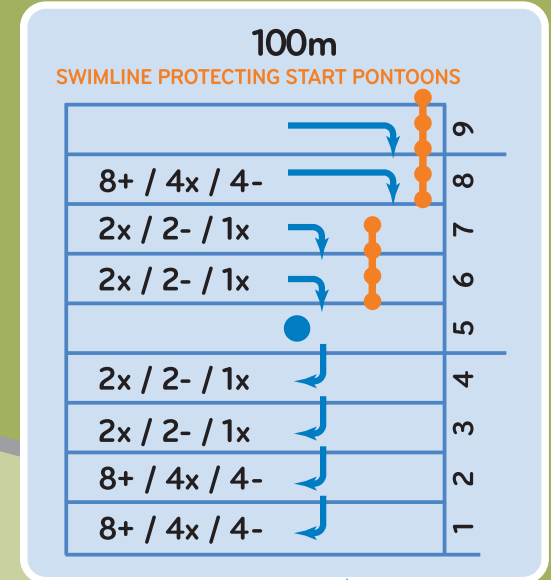 100m
SWIMLINE PROTECTING START PONTOONS
9
8+ / 4x / 4- 8
2x / 2- / 1x 7
2x / 2- / 1x 6
5
2x / 2- / 1x 4
2x / 2- / 1x 3
8+ / 4x / 4- 2
8+ / 4x / 4- 1